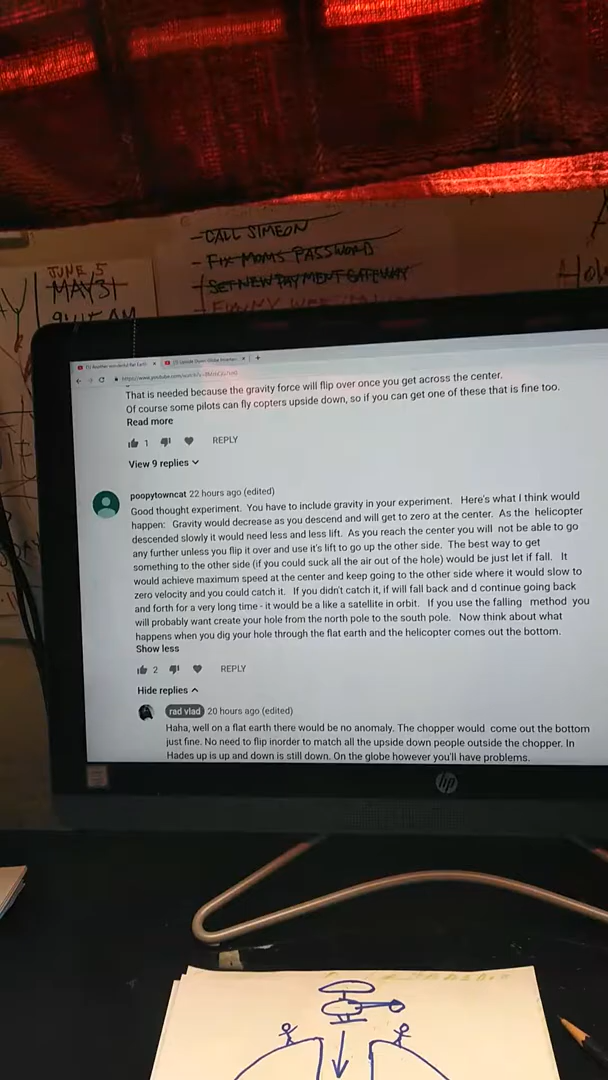 - CALL SIMEON
- FIX MOMS PASSWORD
SET NEW PAYMENT GATEWAY
JUNE 5
MAY 31
AM
That is needed because the gravity force will flip over once you get across the center.
Of course some pilots can fly copters upside down, so if you can get one of these that is fine too.
Read more
1 REPLY
View 9 replies
poopytowncat 22 hours ago (edited)
Good thought experiment. You have to include gravity in your experiment. Here's what I think would
happen: Gravity would decrease as you descend and will get to zero at the center. As the helicopter
descended slowly it would need less and less lift. As you reach the center you will not be able to go
any further unless you flip it over and use it's lift to go up the other side. The best way to get
something to the other side (if you could suck all the air out of the hole) would be just let if fall. It
would achieve maximum speed at the center and keep going to the other side where it would slow to
zero velocity and you could catch it. If you didn't catch it, if will fall back and d continue going back
and forth for a very long time - it would be a like a satellite in orbit. If you use the falling method you
will probably want create your hole from the north pole to the south pole. Now think about what
happens when you dig your hole through the flat earth and the helicopter comes out the bottom.
Show less
2 REPLY
Hide replies
rad vlad 20 hours ago (edited)
Haha, well on a flat earth there would be no anomaly. The chopper would come out the bottom
just fine. No need to flip inorder to match all the upside down people outside the chopper. In
Hades up is up and down is still down. On the globe however you'll have problems.
hp